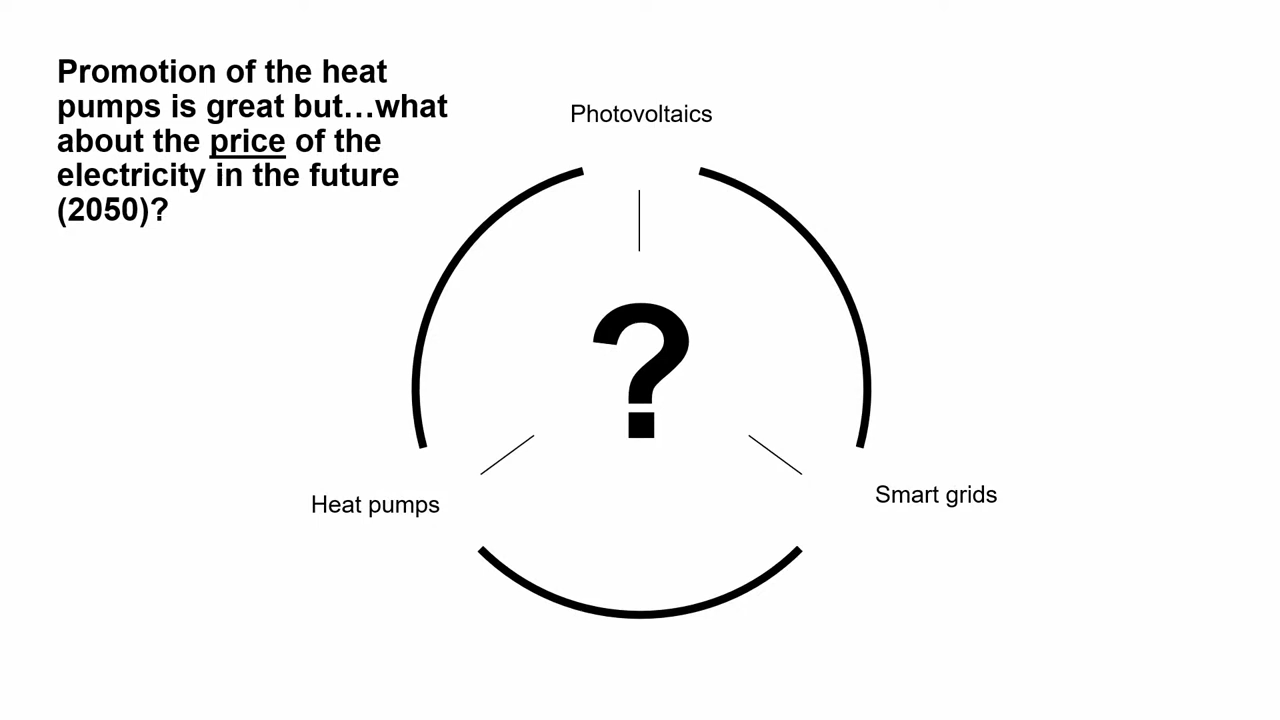 Promotion of the heat
pumps is great but…what
about the price of the
electricity in the future
(2050)?
Photovoltaics
?
Heat pumps
Smart grids